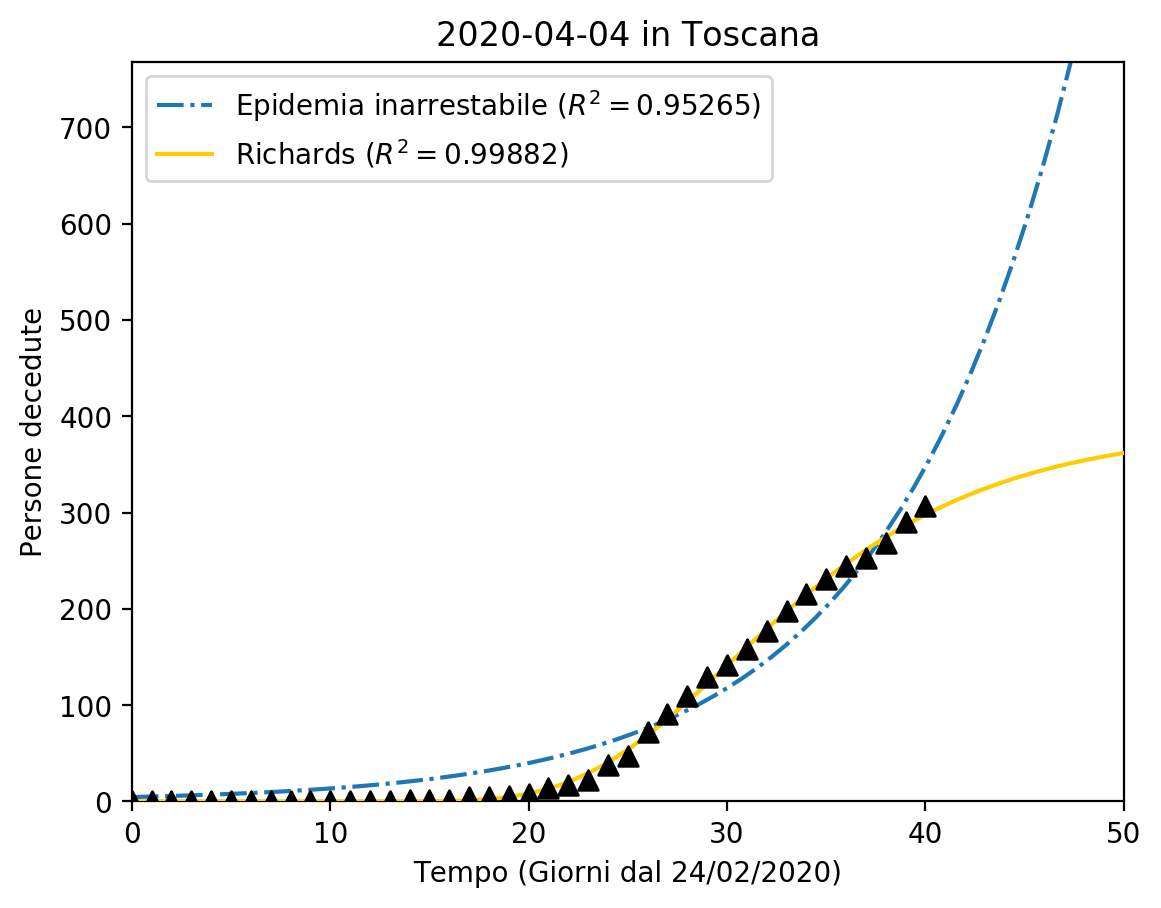 2020-04-04 in Toscana
Epidemia inarrestabile (R² = 0.95265)
Richards (R² = 0.99882)
700
600
500
400
300
200
100
0
Persone decedute
0 10 20 30 40 50
Tempo (Giorni dal 24/02/2020)